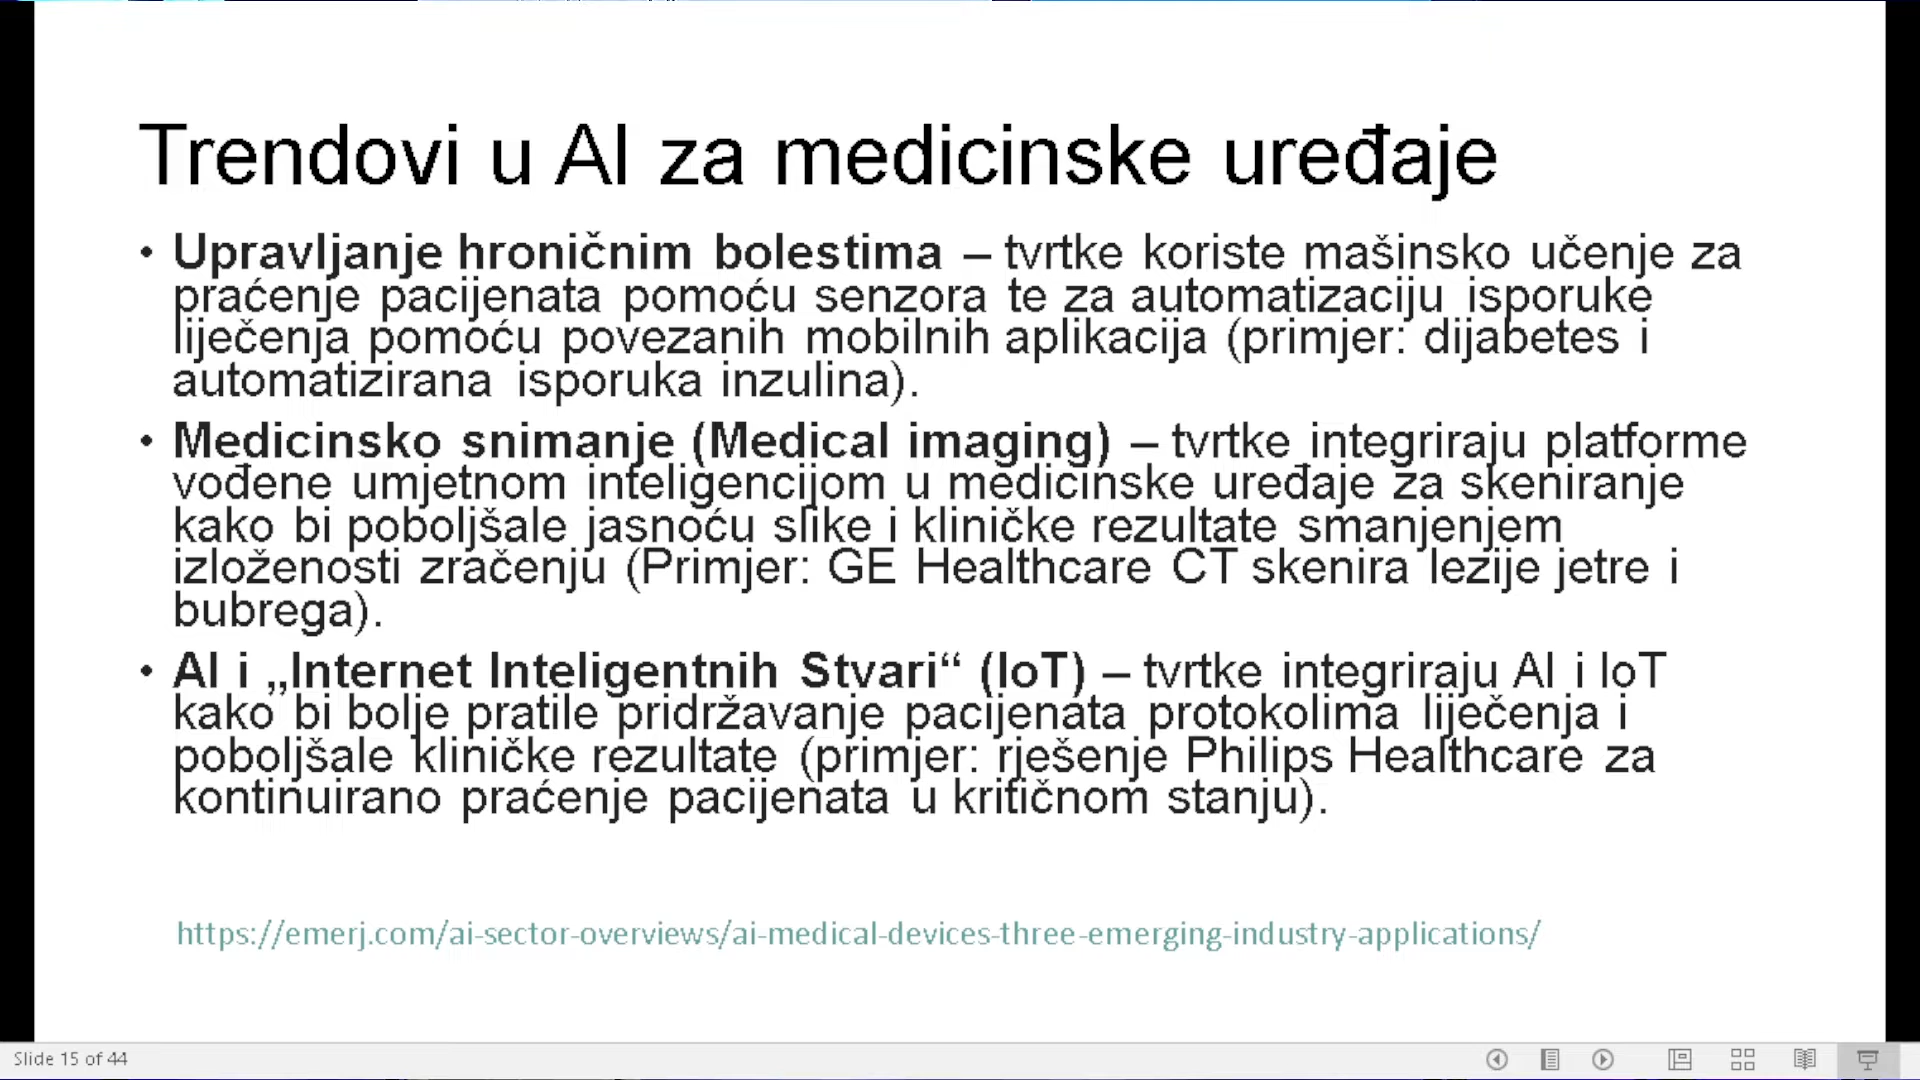 Trendovi u AI za medicinske uređaje
• Upravljanje hroničnim bolestima – tvrtke koriste mašinsko učenje za
praćenje pacijenata pomoću senzora te za automatizaciju isporuke
liječenja pomoću povezanih mobilnih aplikacija (primjer: dijabetes i
automatizirana isporuka inzulina).
• Medicinsko snimanje (Medical imaging) – tvrtke integriraju platforme
vođene umjetnom inteligencijom u medicinske uređaje za skeniranje
kako bi poboljšale jasnoću slike i kliničke rezultate smanjenjem
izloženosti zračenju (Primjer: GE Healthcare CT skenira lezije jetre i
bubrega).
• AI i „Internet Inteligentnih Stvari“ (IoT) – tvrtke integriraju AI i IoT
kako bi bolje pratile pridržavanje pacijenata protokolima liječenja i
poboljšale kliničke rezultate (primjer: rješenje Philips Healthcare za
kontinuirano praćenje pacijenata u kritičnom stanju).
https://emerj.com/ai-sector-overviews/ai-medical-devices-three-emerging-industry-applications/
Slide 15 of 44